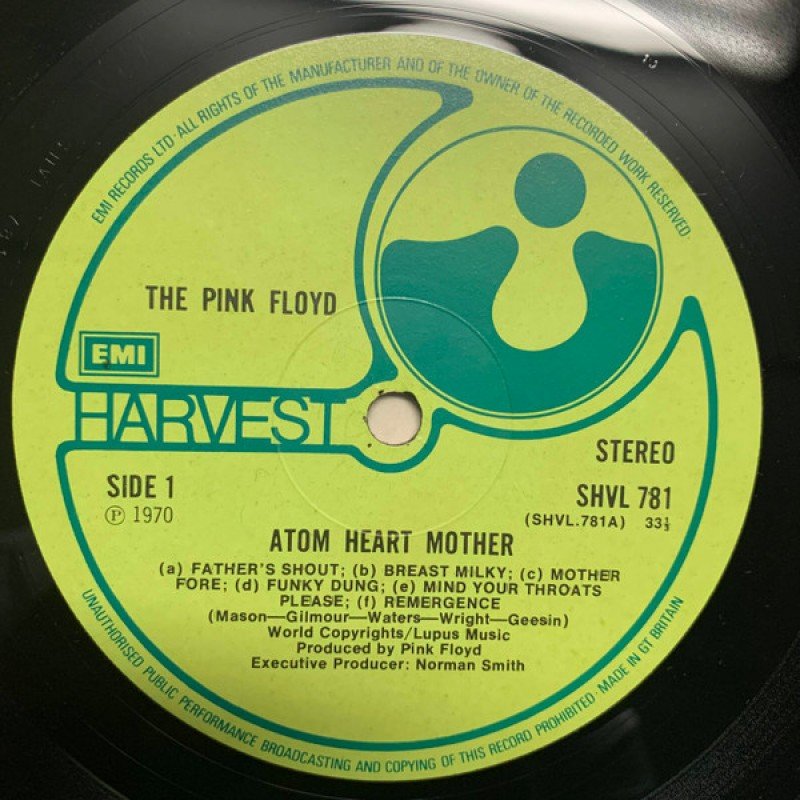 EMI RECORDS LTD·ALL RIGHTS OF THE MANUFACTURER AND OF THE OWNER OF THE RECORDED WORK RESERVED·
THE PINK FLOYD
EMI
HARVEST
STEREO
SIDE 1
SHVL 781
℗ 1970
(SHVL.781A) 33⅓
ATOM HEART MOTHER
(a) FATHER'S SHOUT; (b) BREAST MILKY; (c) MOTHER
FORE; (d) FUNKY DUNG; (e) MIND YOUR THROATS
PLEASE; (f) REMERGENCE
(Mason—Gilmour—Waters—Wright—Geesin)
World Copyrights/Lupus Music
Produced by Pink Floyd
Executive Producer: Norman Smith
UNAUTHORISED PUBLIC PERFORMANCE BROADCASTING AND COPYING OF THIS RECORD PROHIBITED·MADE IN GT BRITAIN